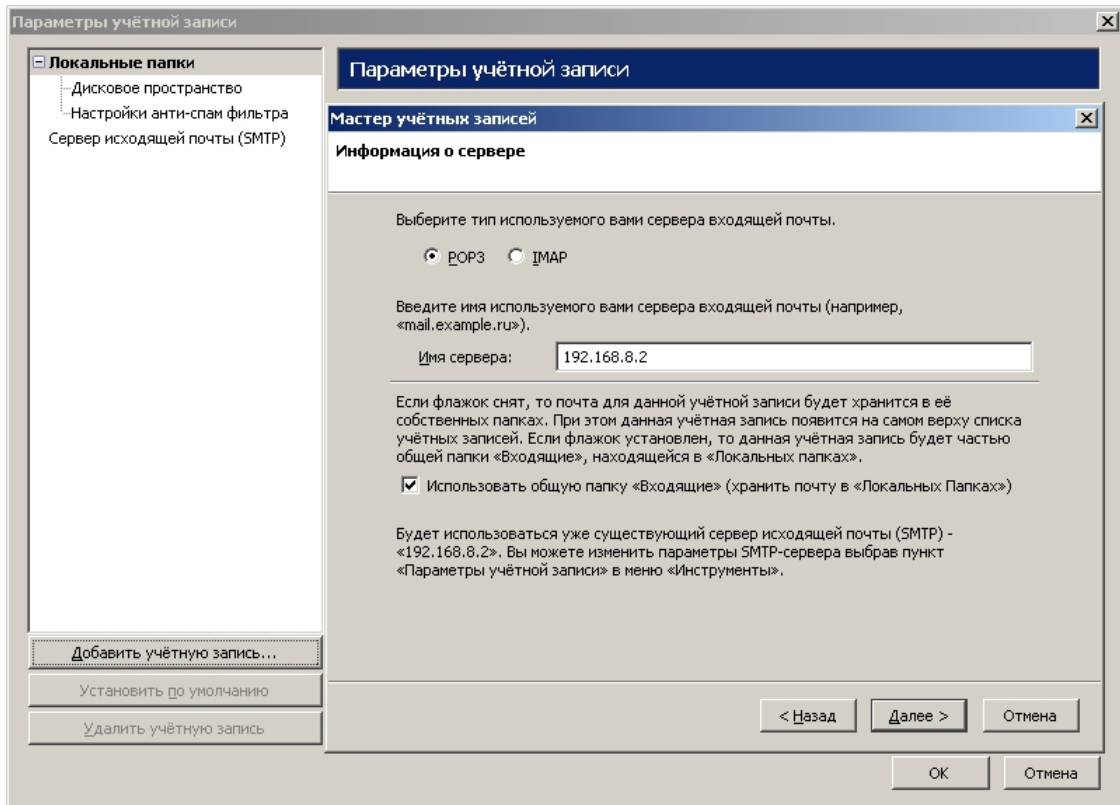 Параметры учётной записи
Локальные папки
Дисковое пространство
Настройки анти-спам фильтра
Сервер исходящей почты (SMTP)
Добавить учётную запись...
Установить по умолчанию
Удалить учётную запись
Параметры учётной записи
Мастер учётных записей
Информация о сервере
Выберите тип используемого вами сервера входящей почты.
POP3 IMAP
Введите имя используемого вами сервера входящей почты (например,
«mail.example.ru»).
Имя сервера: 192.168.8.2
Если флажок снят, то почта для данной учётной записи будет хранится в её
собственных папках. При этом данная учётная запись появится на самом верху списка
учётных записей. Если флажок установлен, то данная учётная запись будет частью
общей папки «Входящие», находящейся в «Локальных папках».
Использовать общую папку «Входящие» (хранить почту в «Локальных Папках»)
Будет использоваться уже существующий сервер исходящей почты (SMTP) -
«192.168.8.2». Вы можете изменить параметры SMTP-сервера выбрав пункт
«Параметры учётной записи» в меню «Инструменты».
< Назад Далее > Отмена
OK Отмена